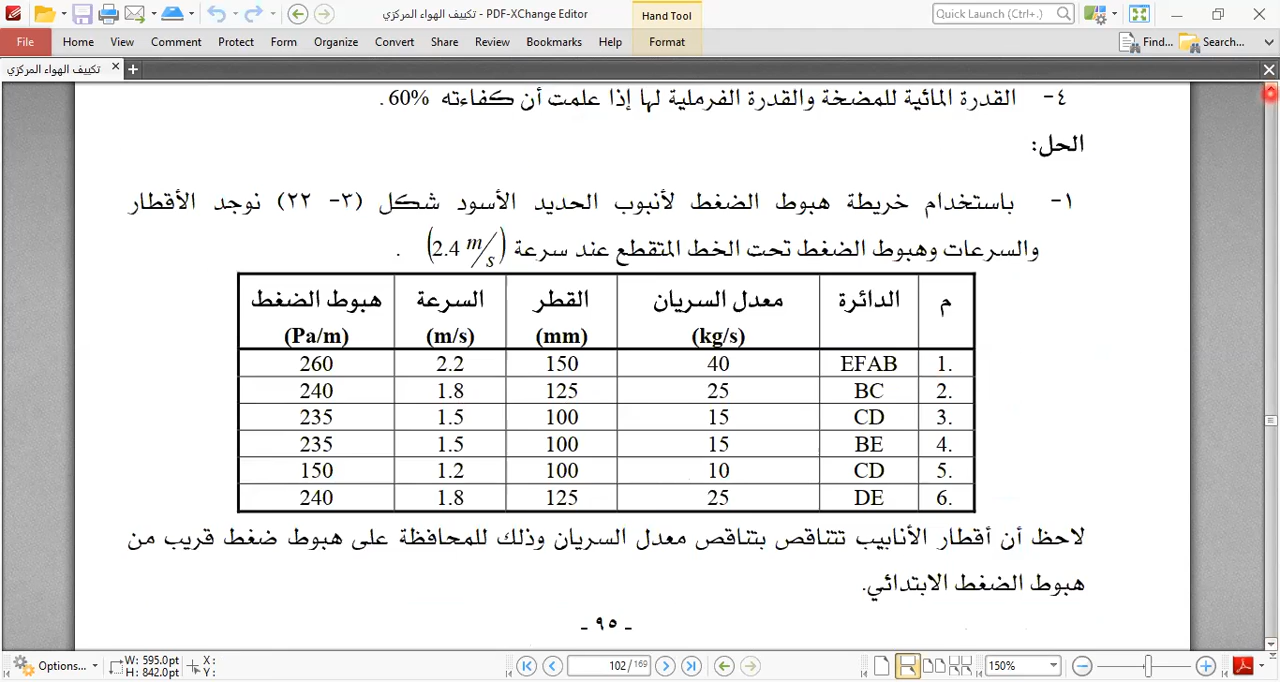 تكييف الهواء المركزي - PDF-XChange Editor
Hand Tool
Quick Launch (Ctrl+.)
File Home View Comment Protect Form Organize Convert Share Review Bookmarks Help Format Find... Search...
تكييف الهواء المركزي
٤- القدرة المائية للمضخة والقدرة الفرملية لها إذا علمت أن كفاءته 60% .
الحل:
١- باستخدام خريطة هبوط الضغط لأنبوب الحديد الأسود شكل (٣- ٢٢) نوجد الأقطار
والسرعات وهبوط الضغط تحت الخط المتقطع عند سرعة (2.4 m/s) .
م الدائرة معدل السريان القطر السرعة هبوط الضغط
(kg/s) (mm) (m/s) (Pa/m)
1. EFAB 40 150 2.2 260
2. BC 25 125 1.8 240
3. CD 15 100 1.5 235
4. BE 15 100 1.5 235
5. CD 10 100 1.2 150
6. DE 25 125 1.8 240
لاحظ أن أقطار الأنابيب تتناقص بتناقص معدل السريان وذلك للمحافظة على هبوط ضغط قريب من
هبوط الضغط الابتدائي.
- ٩٥ -
Options... W: 595.0pt X:
H: 842.0pt Y:
102 / 169
150%